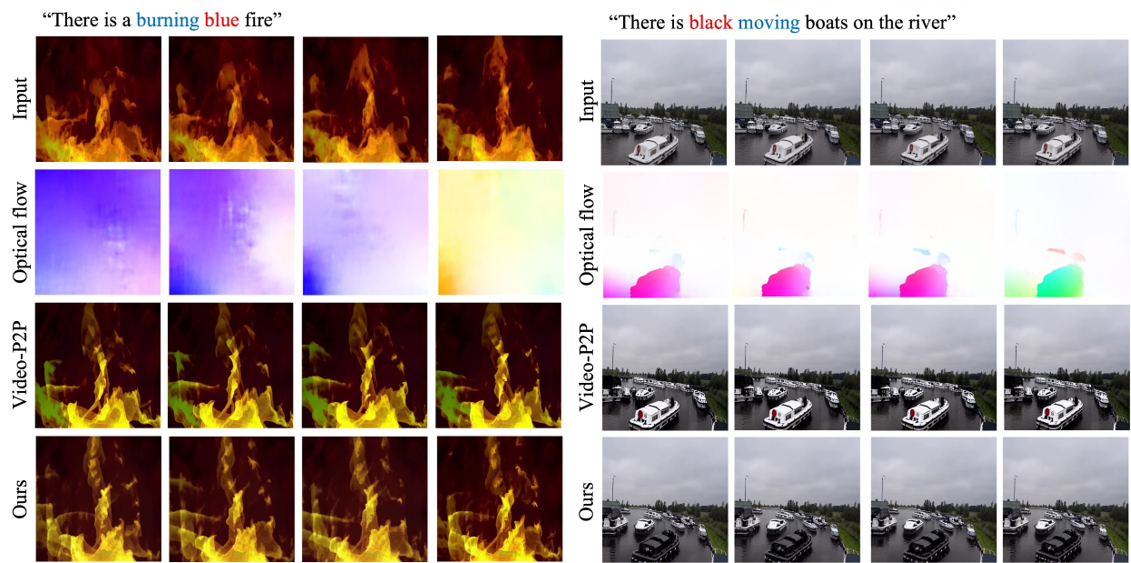 “There is a burning blue fire”
Input
Optical flow
Video-P2P
Ours
“There is black moving boats on the river”
Input
Optical flow
Video-P2P
Ours